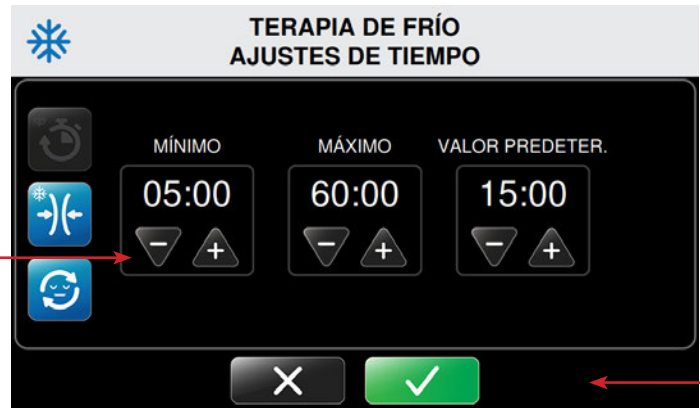 TERAPIA DE FRÍO
AJUSTES DE TIEMPO
MÍNIMO MÁXIMO VALOR PREDETER.
05:00 60:00 15:00